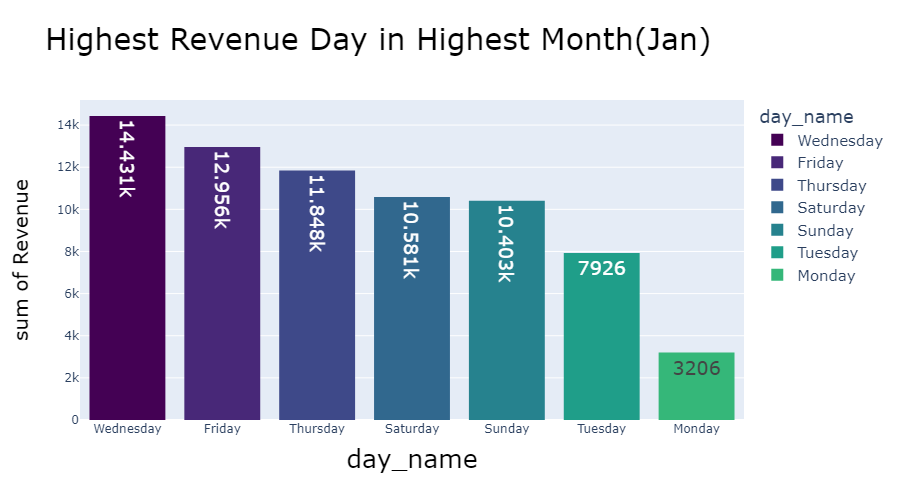 Highest Revenue Day in Highest Month(Jan)
sum of Revenue
14k
12k
10k
8k
6k
4k
2k
0
14.431k
12.956k
11.848k
10.581k
10.403k
7926
3206
Wednesday
Friday
Thursday
Saturday
Sunday
Tuesday
Monday
day_name
day_name
Wednesday
Friday
Thursday
Saturday
Sunday
Tuesday
Monday